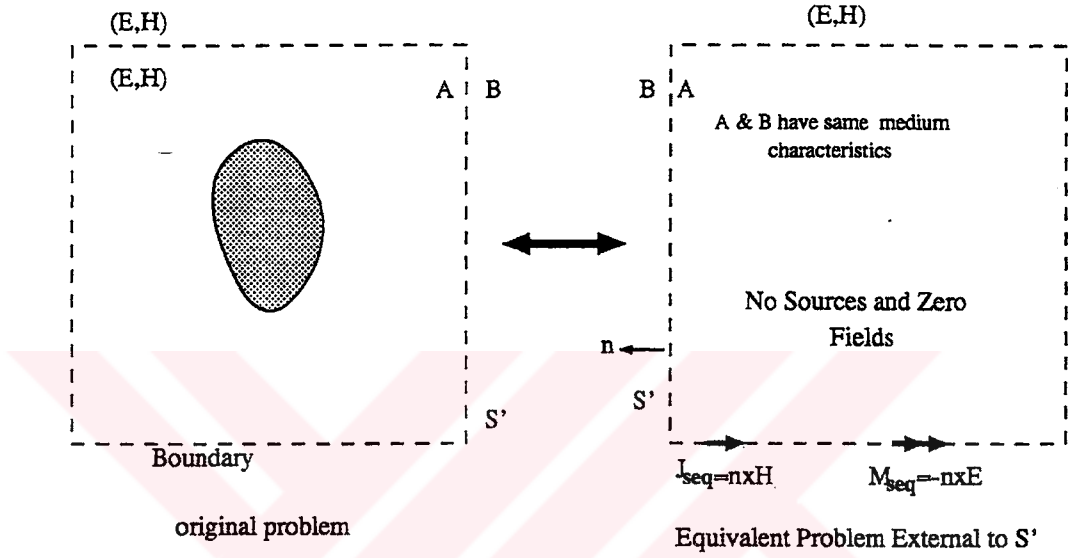 (E,H)
(E,H)
A B
S'
Boundary
original problem
(E,H)
B A
A & B have same medium
characteristics
No Sources and Zero
Fields
n
S'
Jseq=nxH
Mseq=-nxE
Equivalent Problem External to S'